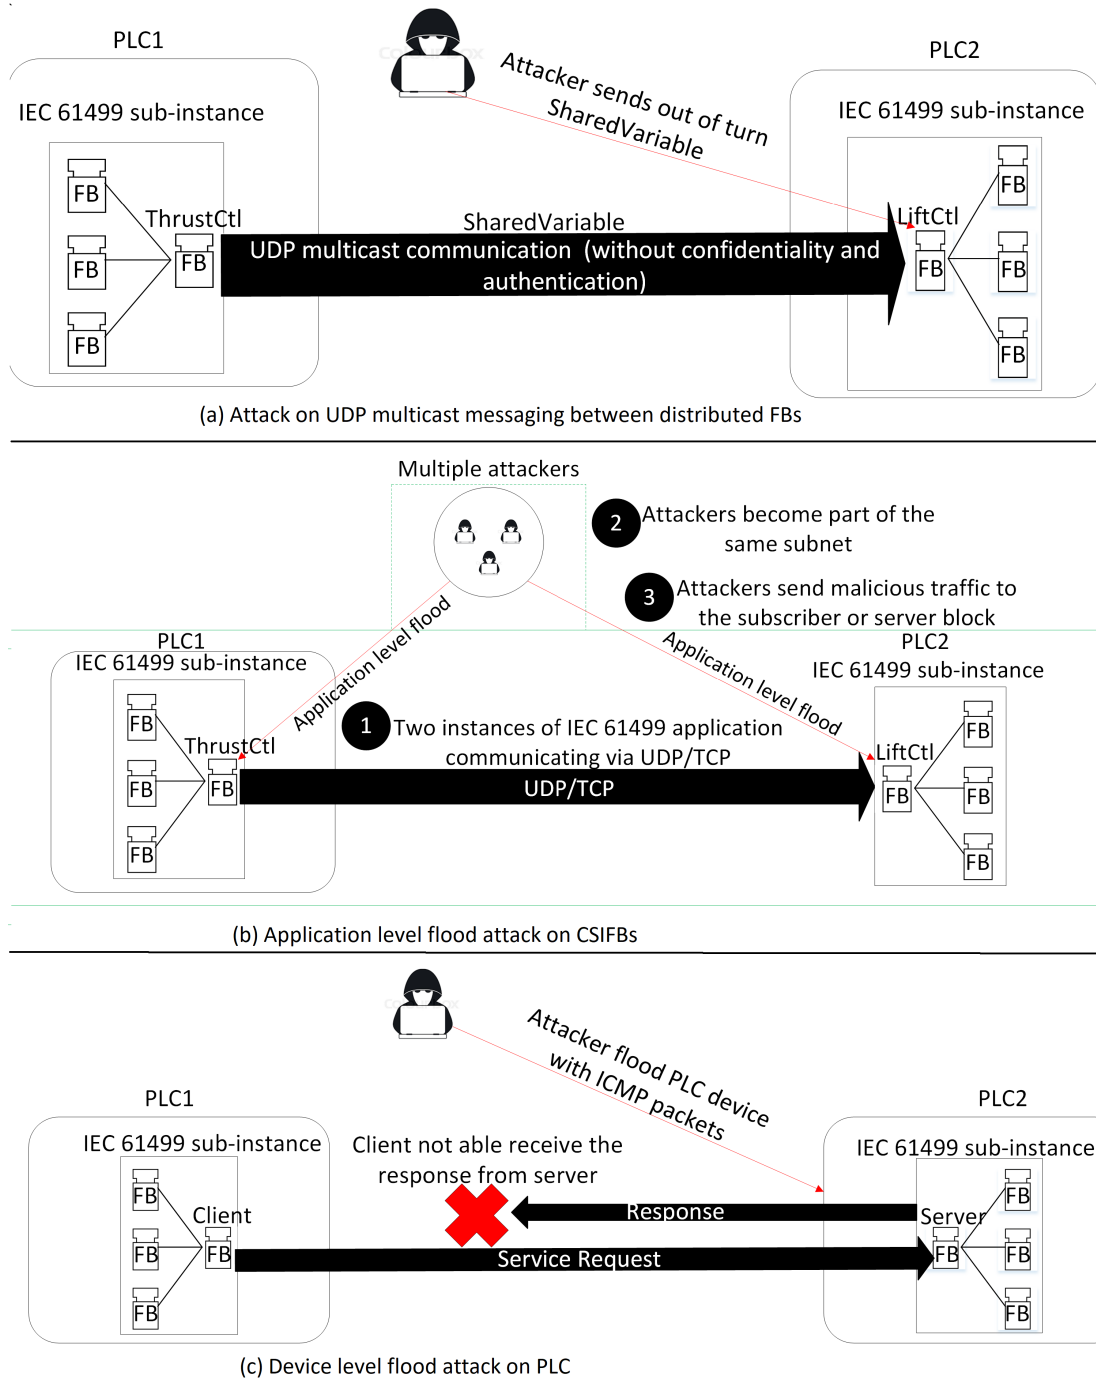 PLC1
PLC2
Attacker sends out of turn
SharedVariable
IEC 61499 sub-instance
IEC 61499 sub-instance
FB
FB
FB
ThrustCtl
FB
SharedVariable
UDP multicast communication (without confidentiality and
authentication)
LiftCtl
FB
FB
FB
FB
(a) Attack on UDP multicast messaging between distributed FBs
Multiple attackers
2
Attackers become part of the
same subnet
3
Attackers send malicious traffic to
the subscriber or server block
Application level flood
Application level flood
PLC1
IEC 61499 sub-instance
PLC2
IEC 61499 sub-instance
1
Two instances of IEC 61499 application
communicating via UDP/TCP
FB
FB
FB
ThrustCtl
FB
UDP/TCP
LiftCtl
FB
FB
FB
FB
(b) Application level flood attack on CSIFBs
Attacker flood PLC device
with ICMP packets
PLC1
PLC2
IEC 61499 sub-instance
IEC 61499 sub-instance
Client not able receive the
response from server
FB
FB
FB
Client
FB
Response
Service Request
Server
FB
FB
FB
FB
(c) Device level flood attack on PLC